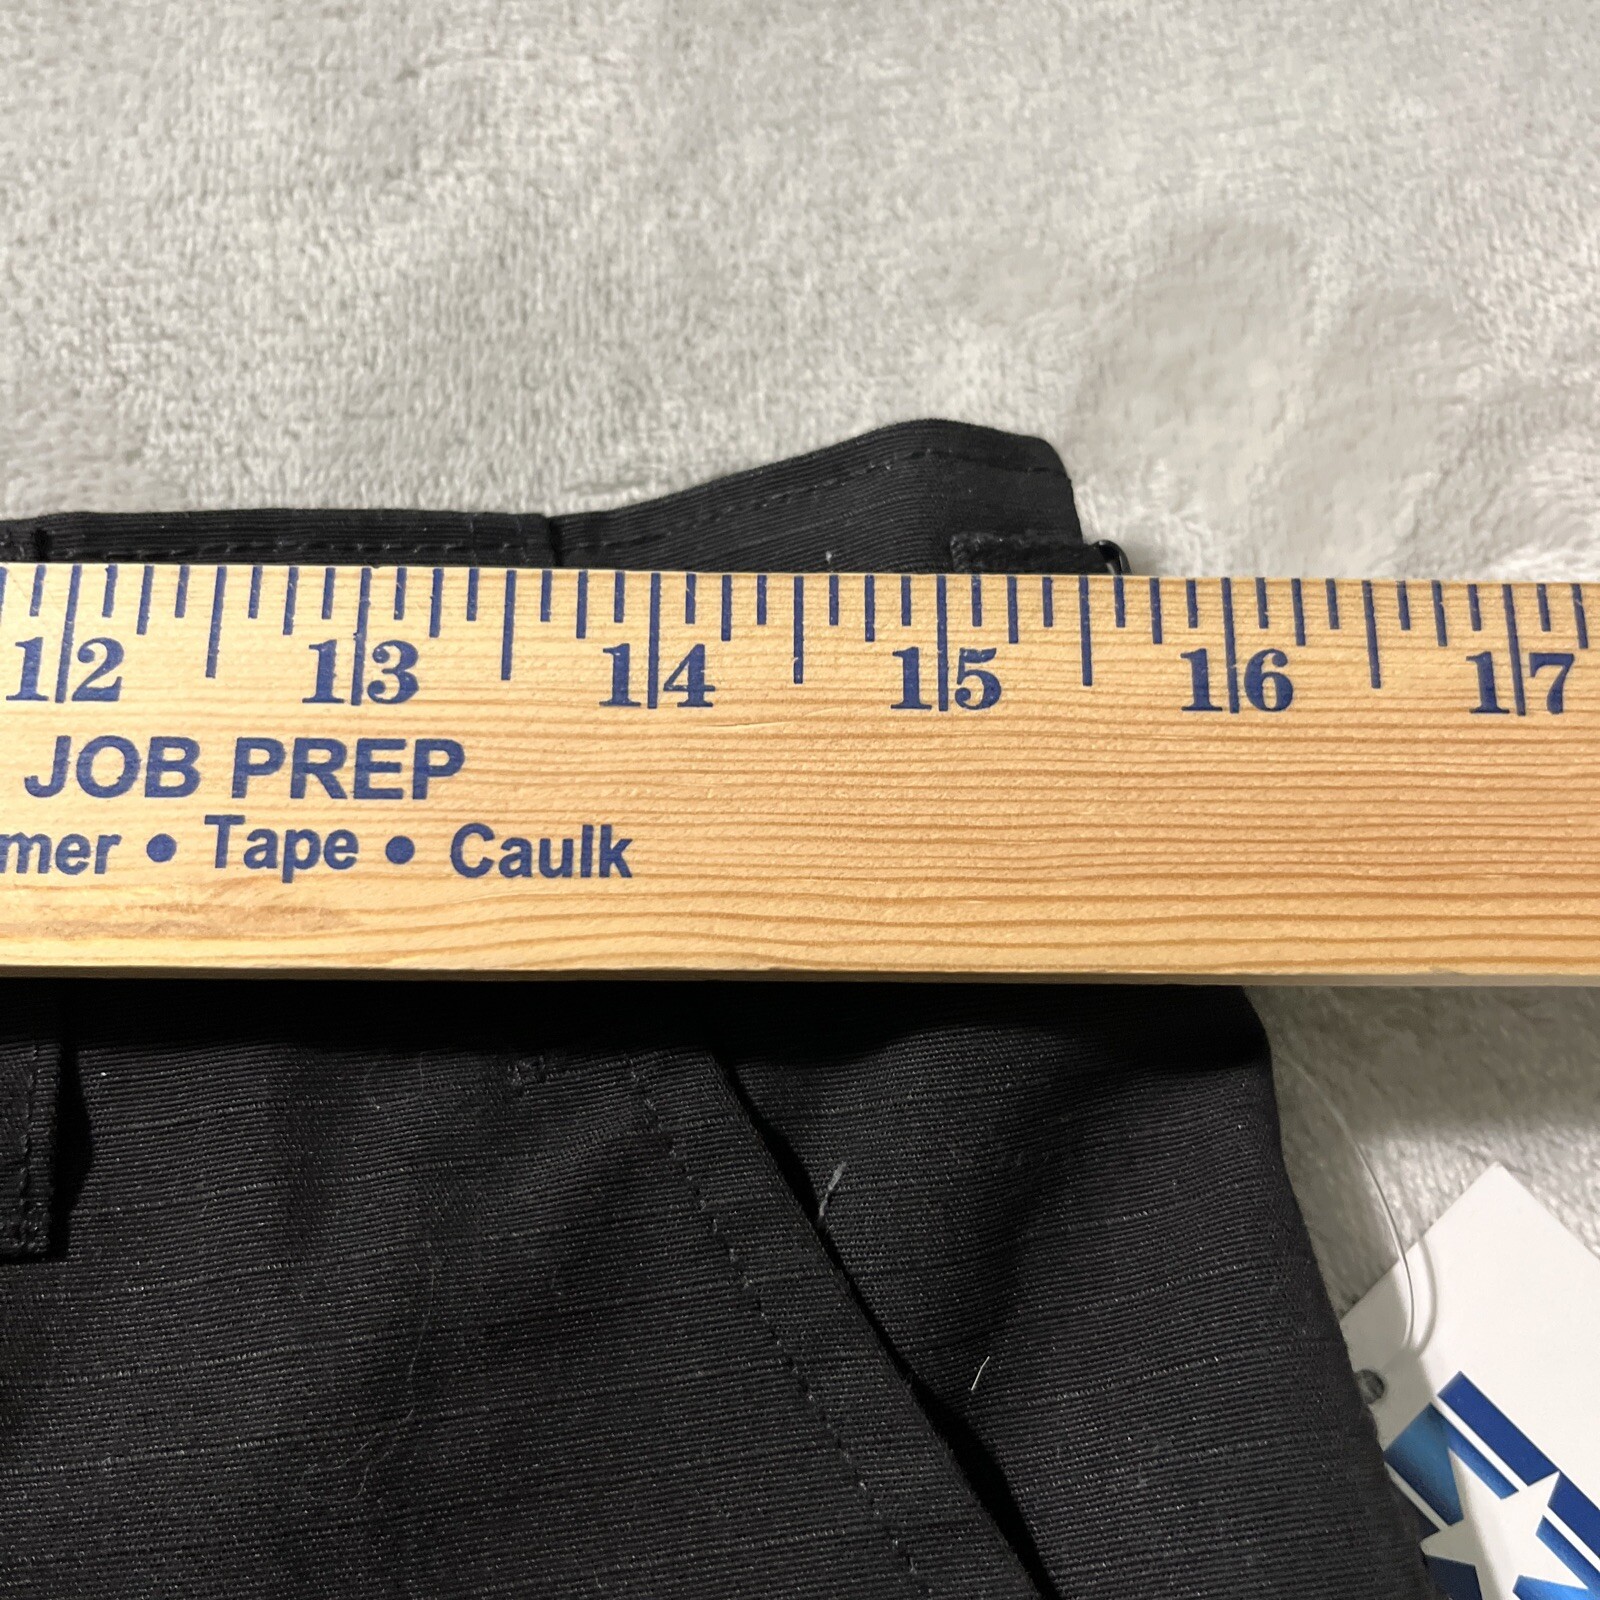 12 13 14 15 16 17
JOB PREP
mer • Tape • Caulk